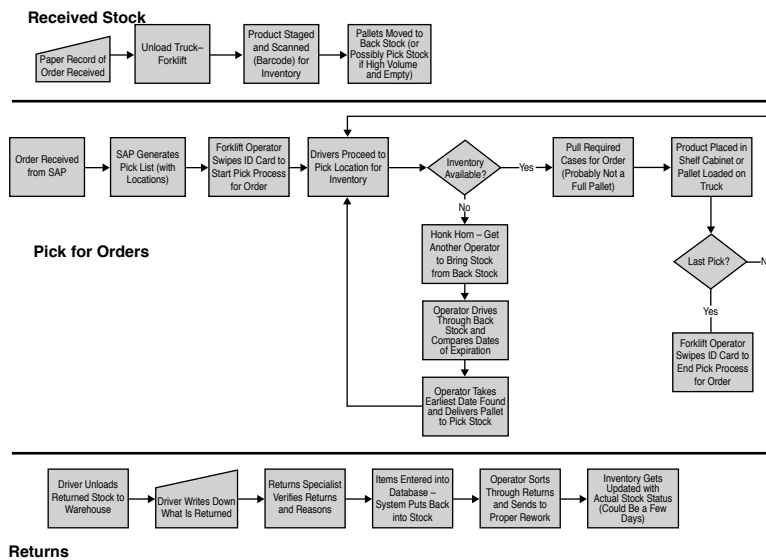 Received Stock
Paper Record of
Order Received
Unload Truck–
Forklift
Product Staged
and Scanned
(Barcode) for
Inventory
Pallets Moved to
Back Stock (or
Possibly Pick Stock
if High Volume
and Empty)
Order Received
from SAP
SAP Generates
Pick List (with
Locations)
Forklift Operator
Swipes ID Card to
Start Pick Process
for Order
Drivers Proceed to
Pick Location for
Inventory
Inventory
Available?
Yes
Pull Required
Cases for Order
(Probably Not a
Full Pallet)
Product Placed in
Shelf Cabinet or
Pallet Loaded on
Truck
No
Honk Horn – Get
Another Operator
to Bring Stock
from Back Stock
Operator Drives
Through Back
Stock and
Compares Dates
of Expiration
Operator Takes
Earliest Date Found
and Delivers Pallet
to Pick Stock
Last Pick?
N
Yes
Forklift Operator
Swipes ID Card to
End Pick Process
for Order
Pick for Orders
Driver Unloads
Returned Stock to
Warehouse
Driver Writes Down
What Is Returned
Returns Specialist
Verifies Returns
and Reasons
Items Entered into
Database –
System Puts Back
into Stock
Operator Sorts
Through Returns
and Sends to
Proper Rework
Inventory Gets
Updated with
Actual Stock Status
(Could Be a Few
Days)
Returns